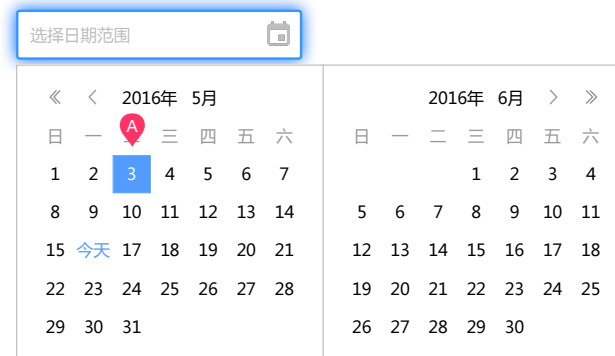 选择日期范围
2016年 5月
日 一 三 四 五 六
A
1 2 3 4 5 6 7
8 9 10 11 12 13 14
15 今天 17 18 19 20 21
22 23 24 25 26 27 28
29 30 31
2016年 6月
日 一 二 三 四 五 六
1 2 3 4
5 6 7 8 9 10 11
12 13 14 15 16 17 18
19 20 21 22 23 24 25
26 27 28 29 30